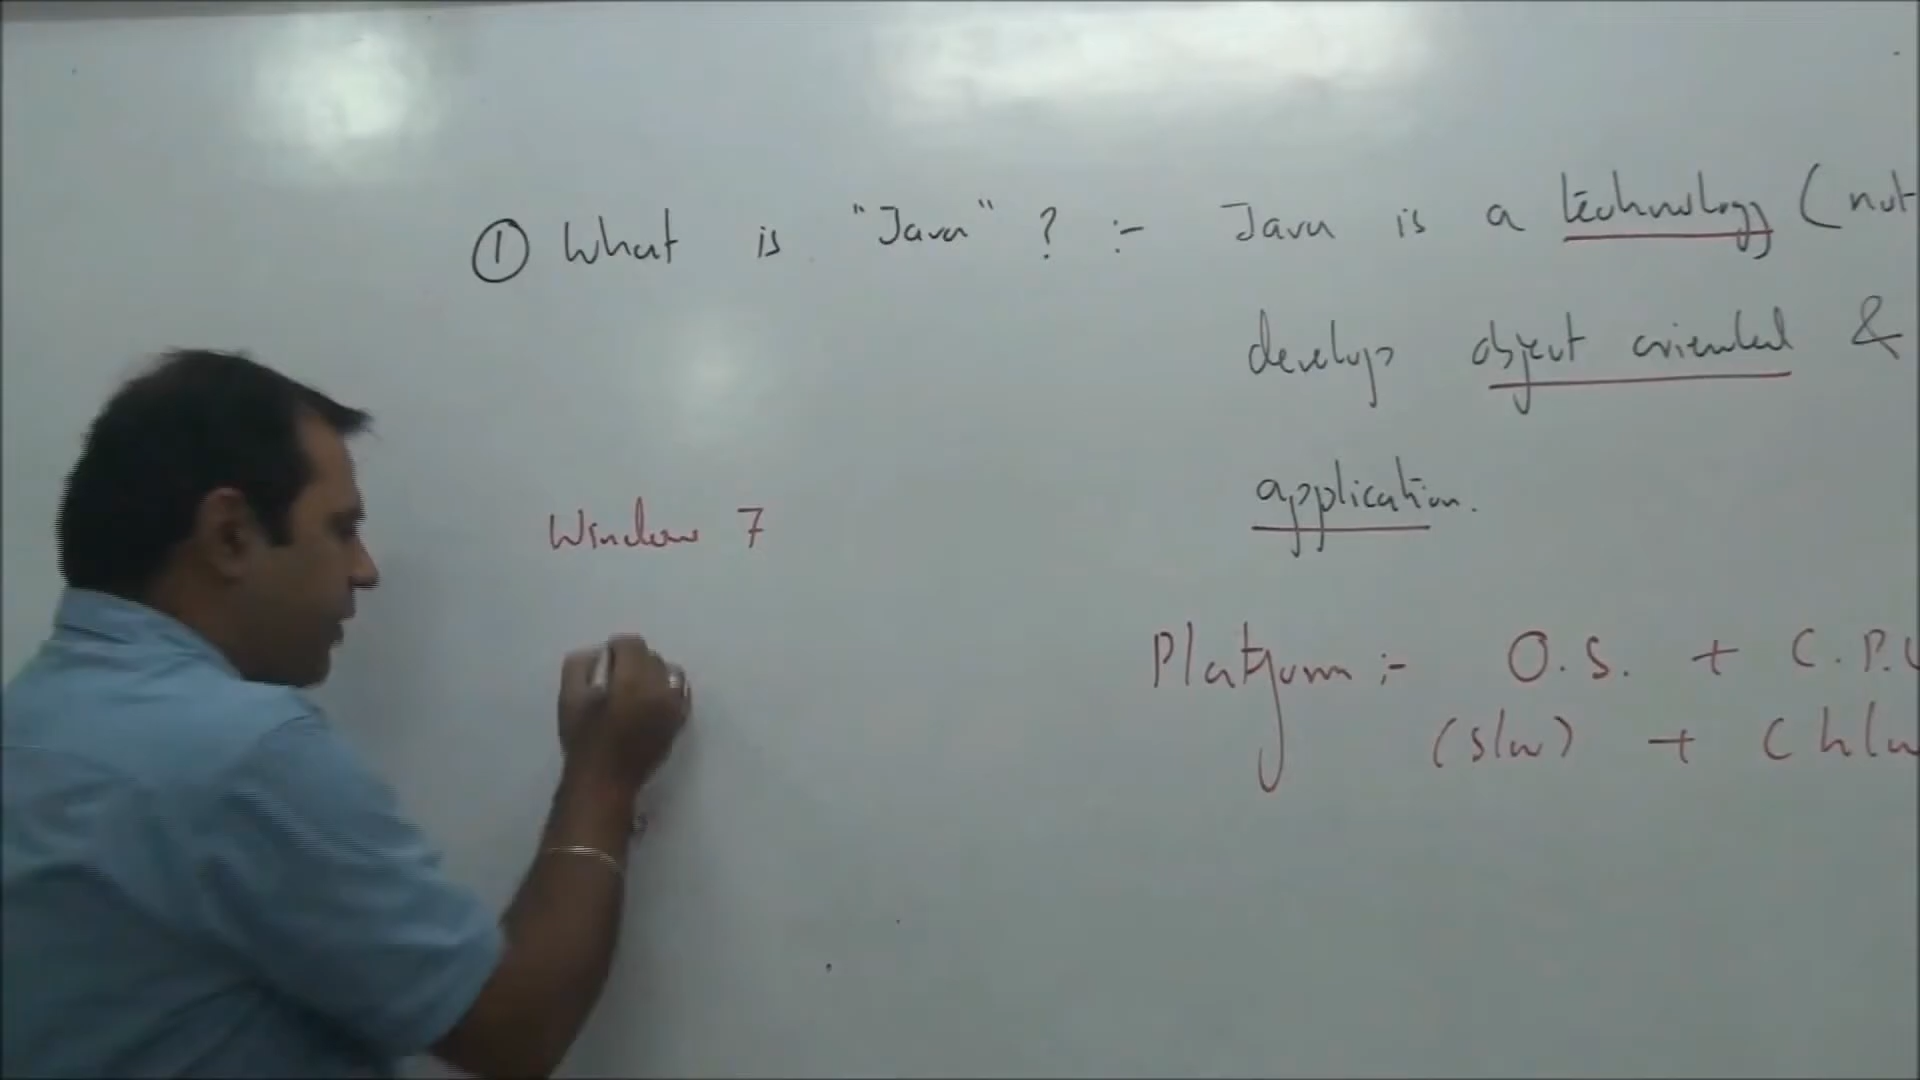 ① What is "Java" ? :- Java is a technology (not
develop object oriented &
application.
Window 7
Platform :- O.S. + C.P.U
(s/w) + (h/w